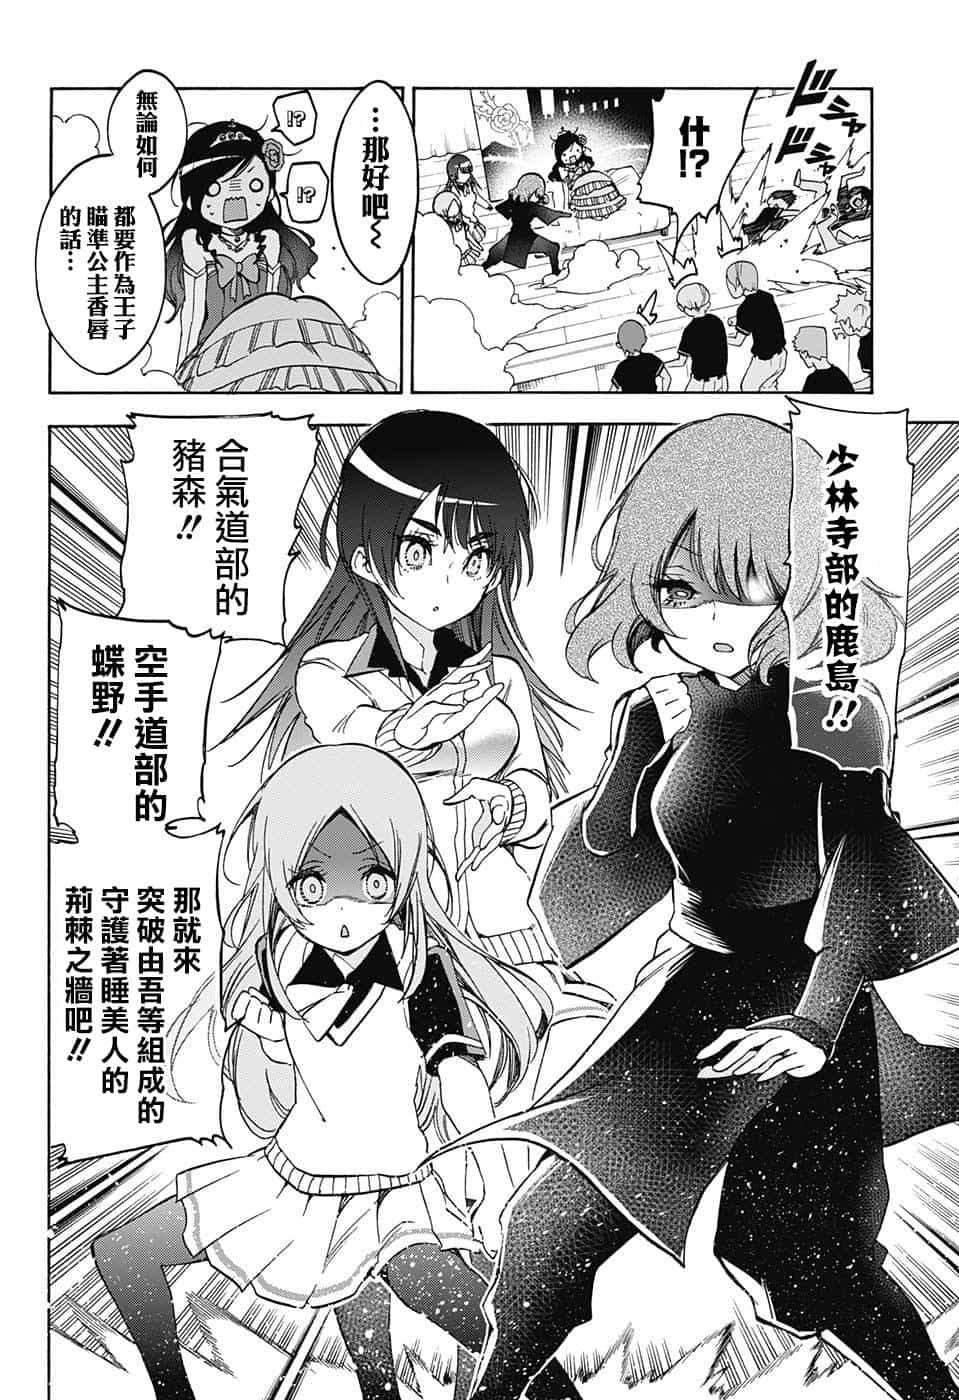 ドシャ
ドシャ
什!?
…那好吧～
!?
!?
無論如何
都要作為王子
瞄準公主香唇
的話…
少林寺部的鹿島!!
合氣道部的
豬森!!
空手道部的
蝶野!!
那就來
突破由吾等組成的
守護著睡美人的
荊棘之牆吧!!